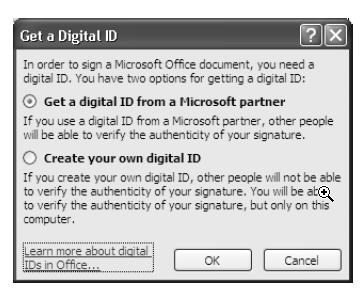 Get a Digital ID
In order to sign a Microsoft Office document, you need a
digital ID. You have two options for getting a digital ID:
Get a digital ID from a Microsoft partner
If you use a digital ID from a Microsoft partner, other people
will be able to verify the authenticity of your signature.
Create your own digital ID
If you create your own digital ID, other people will not be able
to verify the authenticity of your signature. You will be able
to verify the authenticity of your signature, but only on this
computer.
Learn more about digital
IDs in Office...
OK Cancel